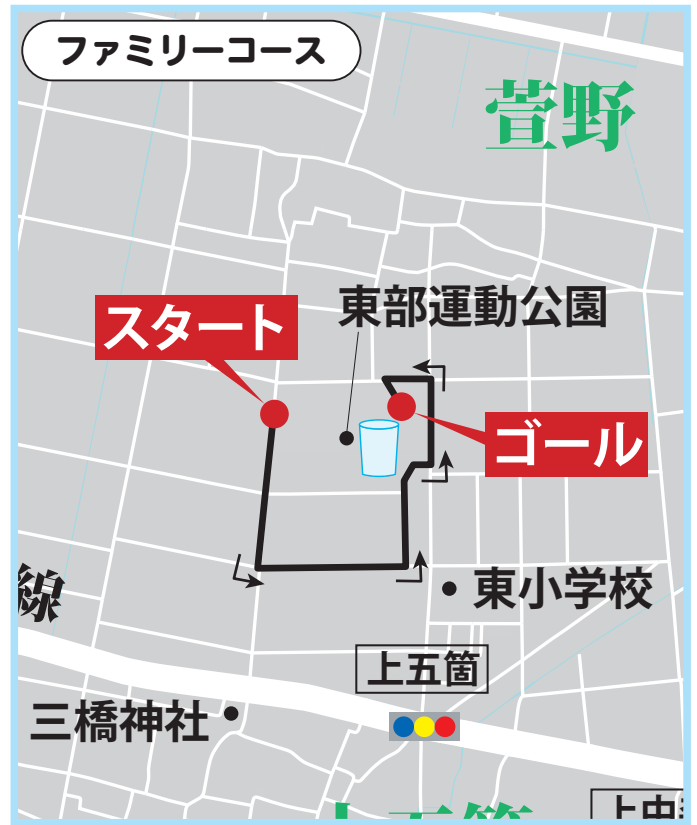 ファミリーコース
萱野
東部運動公園
スタート
ゴール
線
東小学校
上五箇
三橋神社